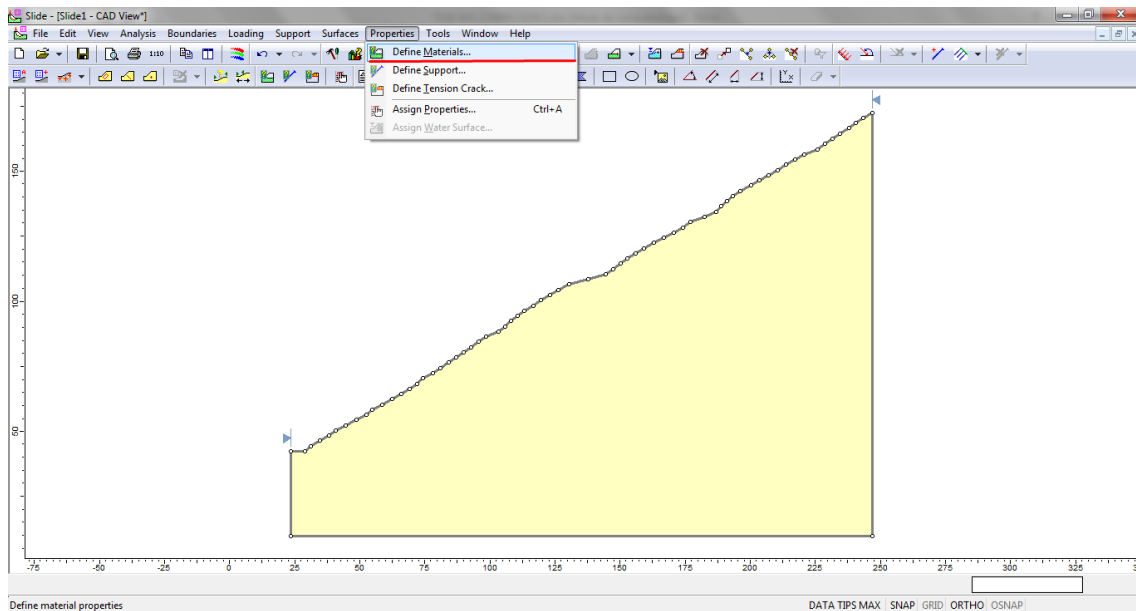 Slide - [Slide1 - CAD View*]
File Edit View Analysis Boundaries Loading Support Surfaces Properties Tools Window Help
1:10
Define Materials...
Define Support...
Define Tension Crack...
Assign Properties... Ctrl+A
Assign Water Surface...
150
100
50
-75 -50 -25 0 25 50 75 100 125 150 175 200 225 250 275 300 325
Define material properties
DATA TIPS MAX SNAP GRID ORTHO OSNAP